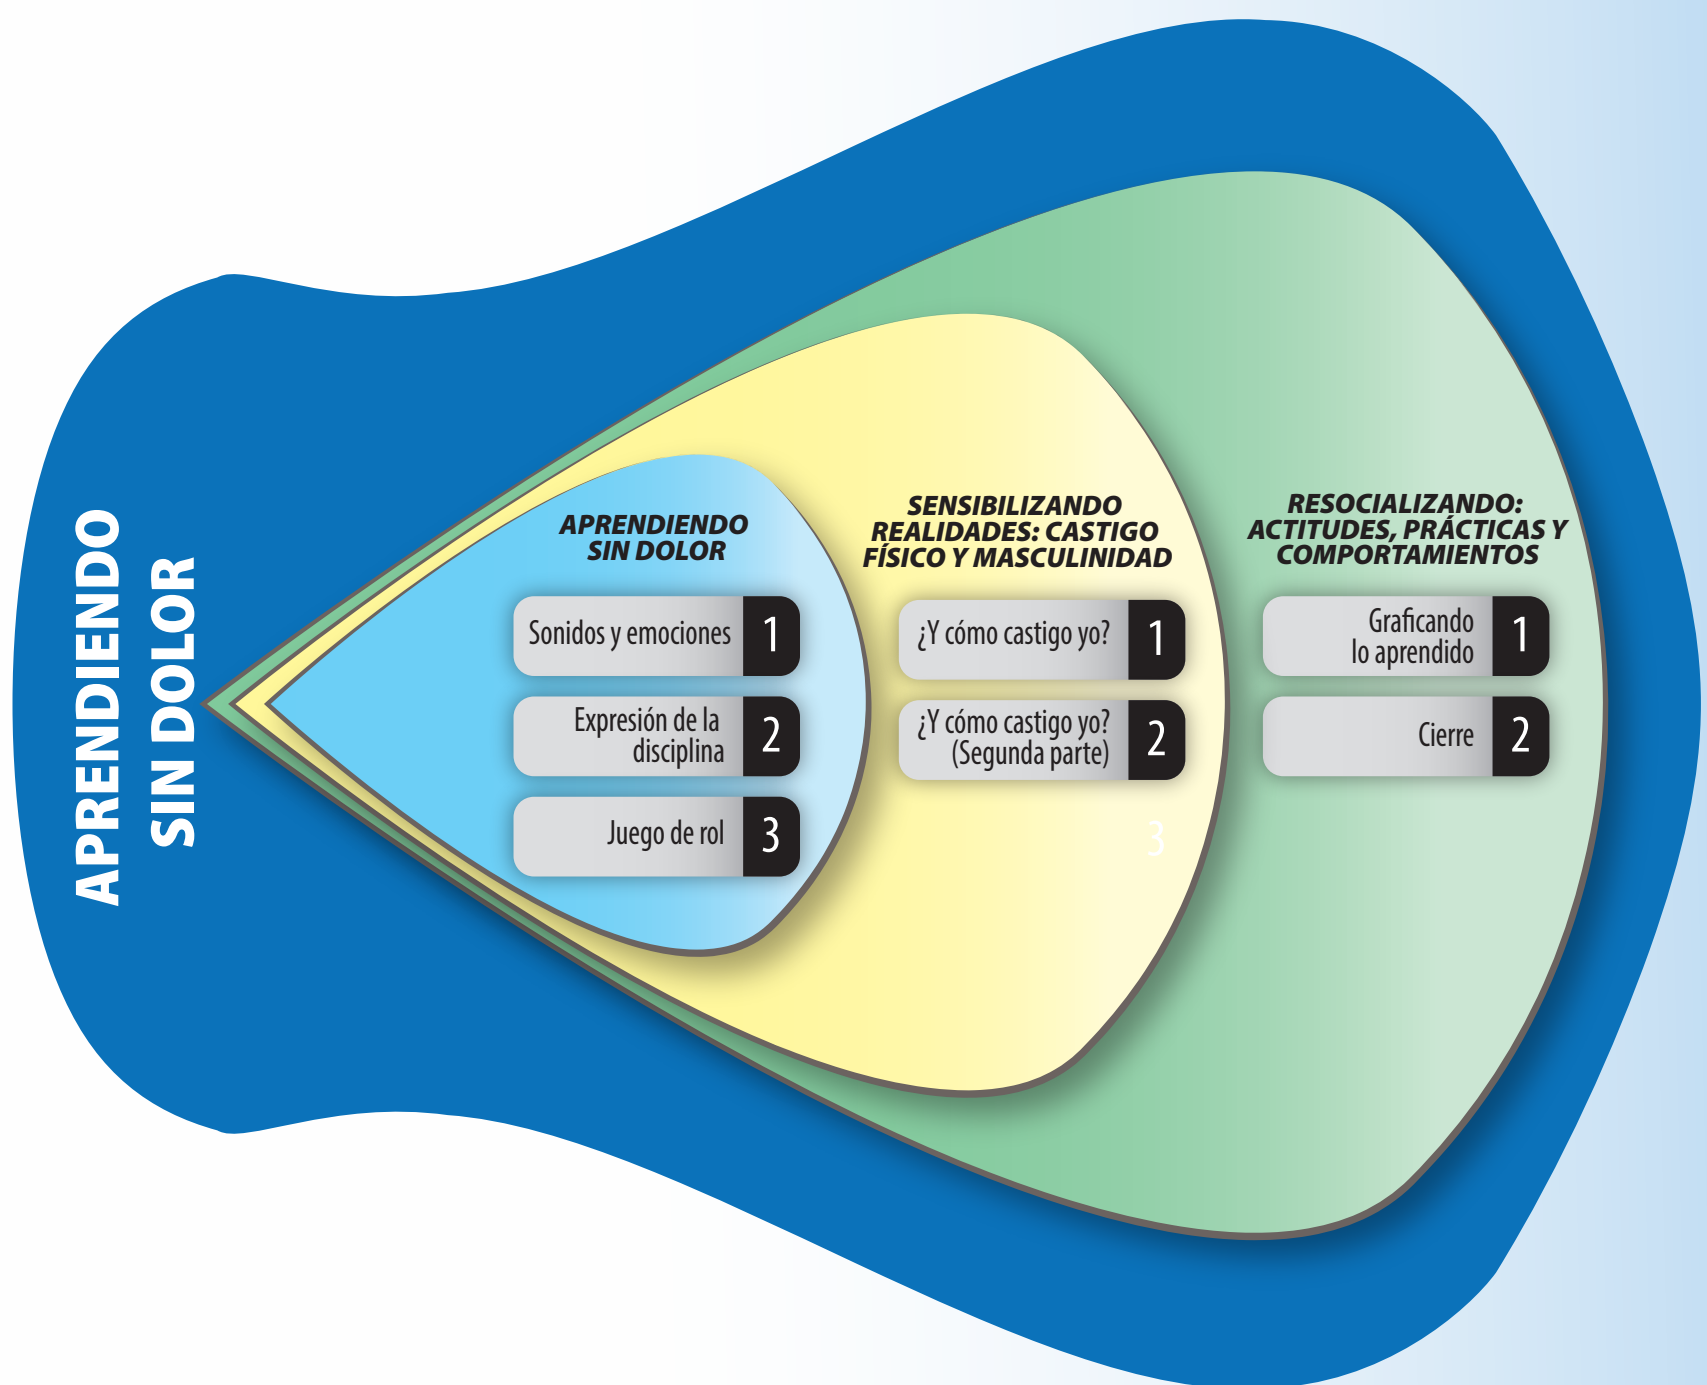 APRENDIENDO
SIN DOLOR
APRENDIENDO
SIN DOLOR
Sonidos y emociones 1
Expresión de la
disciplina 2
Juego de rol 3
SENSIBILIZANDO
REALIDADES: CASTIGO
FÍSICO Y MASCULINIDAD
¿Y cómo castigo yo? 1
¿Y cómo castigo yo?
(Segunda parte) 2
3
RESOCIALIZANDO:
ACTITUDES, PRÁCTICAS Y
COMPORTAMIENTOS
Graficando
lo aprendido 1
Cierre 2